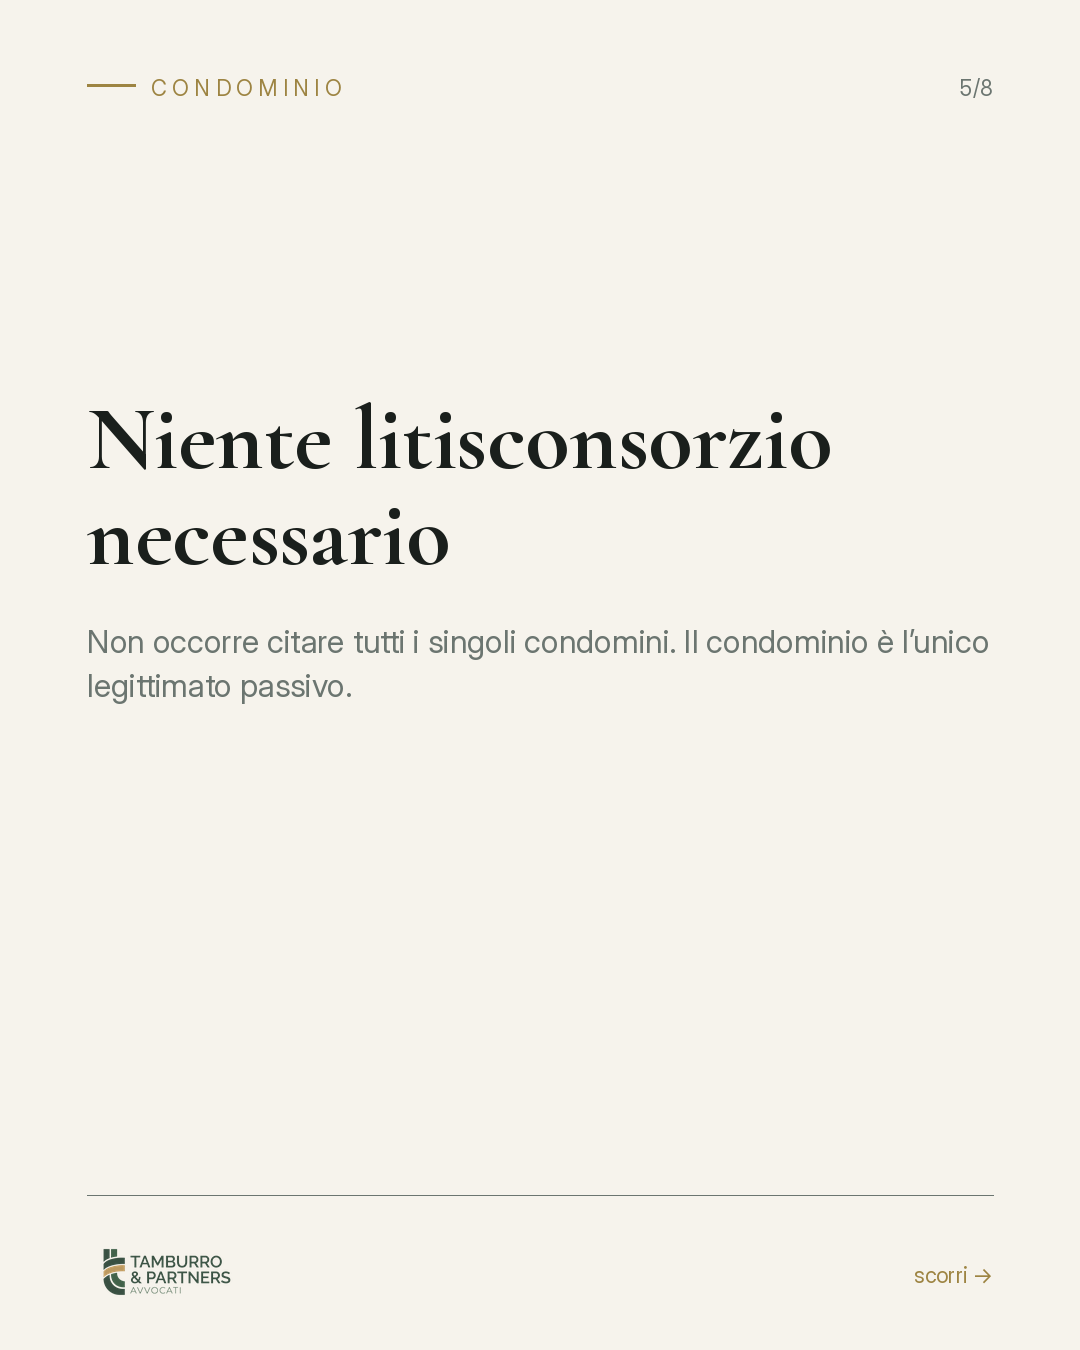 CONDOMINIO
5/8
Niente litisconsorzio
necessario
Non occorre citare tutti i singoli condomini. Il condominio è l’unico
legittimato passivo.
TAMBURRO
& PARTNERS
AVVOCATI
scorri →